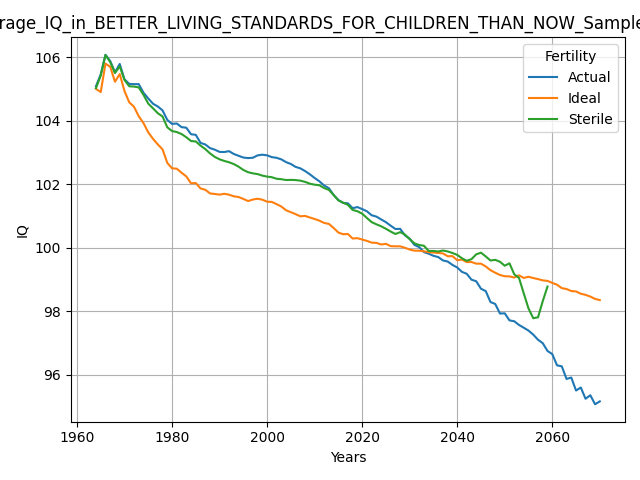 rage_IQ_in_BETTER_LIVING_STANDARDS_FOR_CHILDREN_THAN_NOW_Sample
Fertility
Actual
Ideal
Sterile
IQ
106
104
102
100
98
96
1960
1980
2000
2020
2040
2060
Years